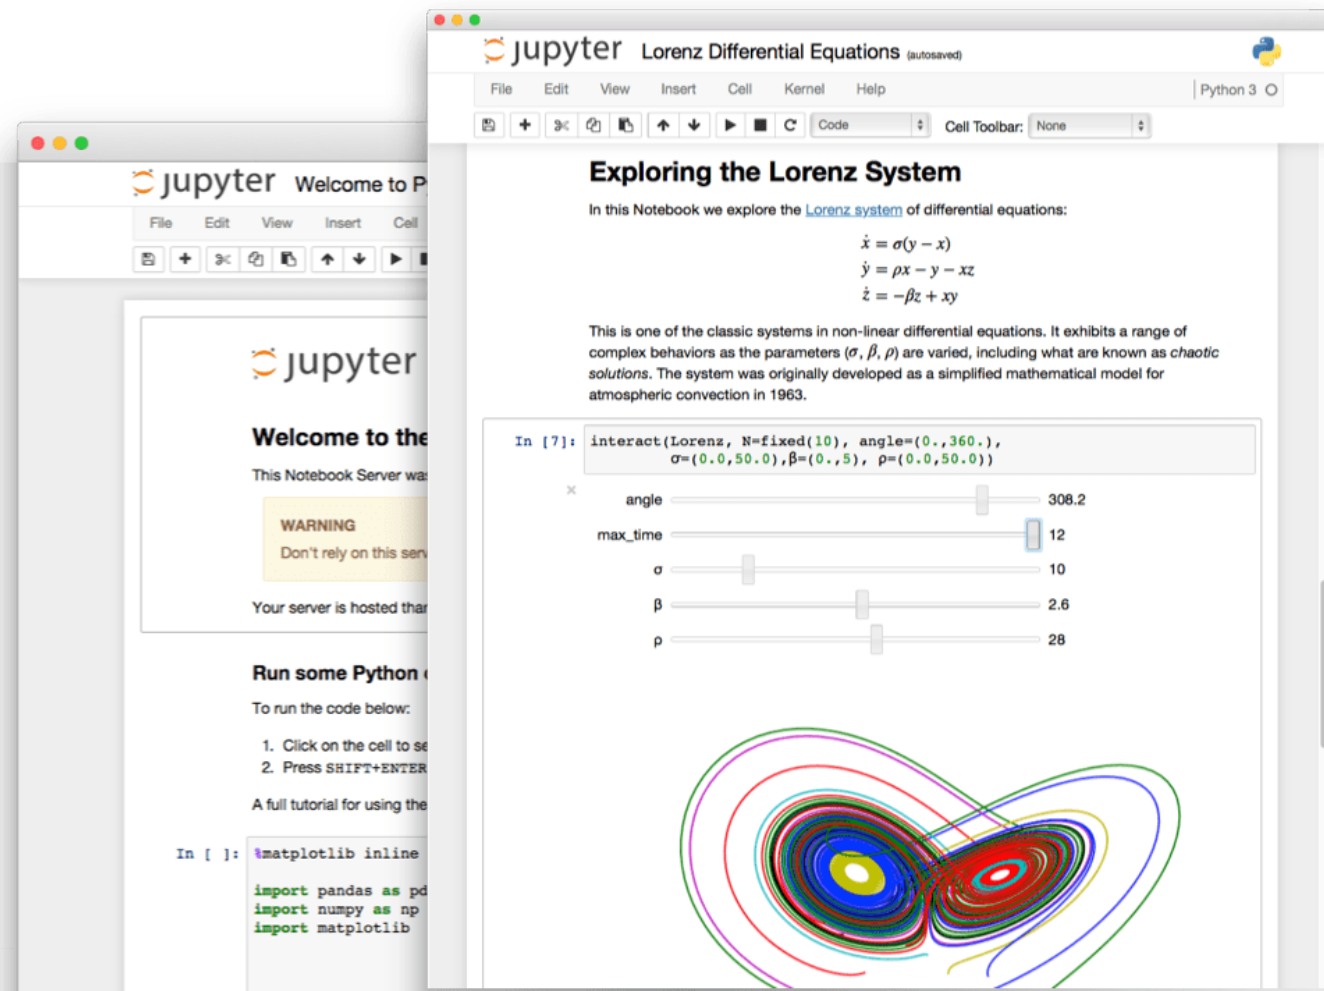 jupyter Lorenz Differential Equations (autosaved)
File Edit View Insert Cell Kernel Help Python 3
Code Cell Toolbar: None
Exploring the Lorenz System
In this Notebook we explore the Lorenz system of differential equations:
ẋ = σ(y − x)
ẏ = ρx − y − xz
ż = −βz + xy
This is one of the classic systems in non-linear differential equations. It exhibits a range of
complex behaviors as the parameters (σ, β, ρ) are varied, including what are known as chaotic
solutions. The system was originally developed as a simplified mathematical model for
atmospheric convection in 1963.
In [7]: interact(Lorenz, N=fixed(10), angle=(0.,360.),
σ=(0.0,50.0),β=(0.,5), ρ=(0.0,50.0))
angle 308.2
max_time 12
σ 10
β 2.6
ρ 28
jupyter Welcome to P
File Edit View Insert Cell
jupyter
Welcome to the
This Notebook Server was
WARNING
Don't rely on this serv
Your server is hosted than
Run some Python c
To run the code below:
1. Click on the cell to se
2. Press SHIFT+ENTER
A full tutorial for using the
In [ ]: %matplotlib inline
import pandas as pd
import numpy as np
import matplotlib